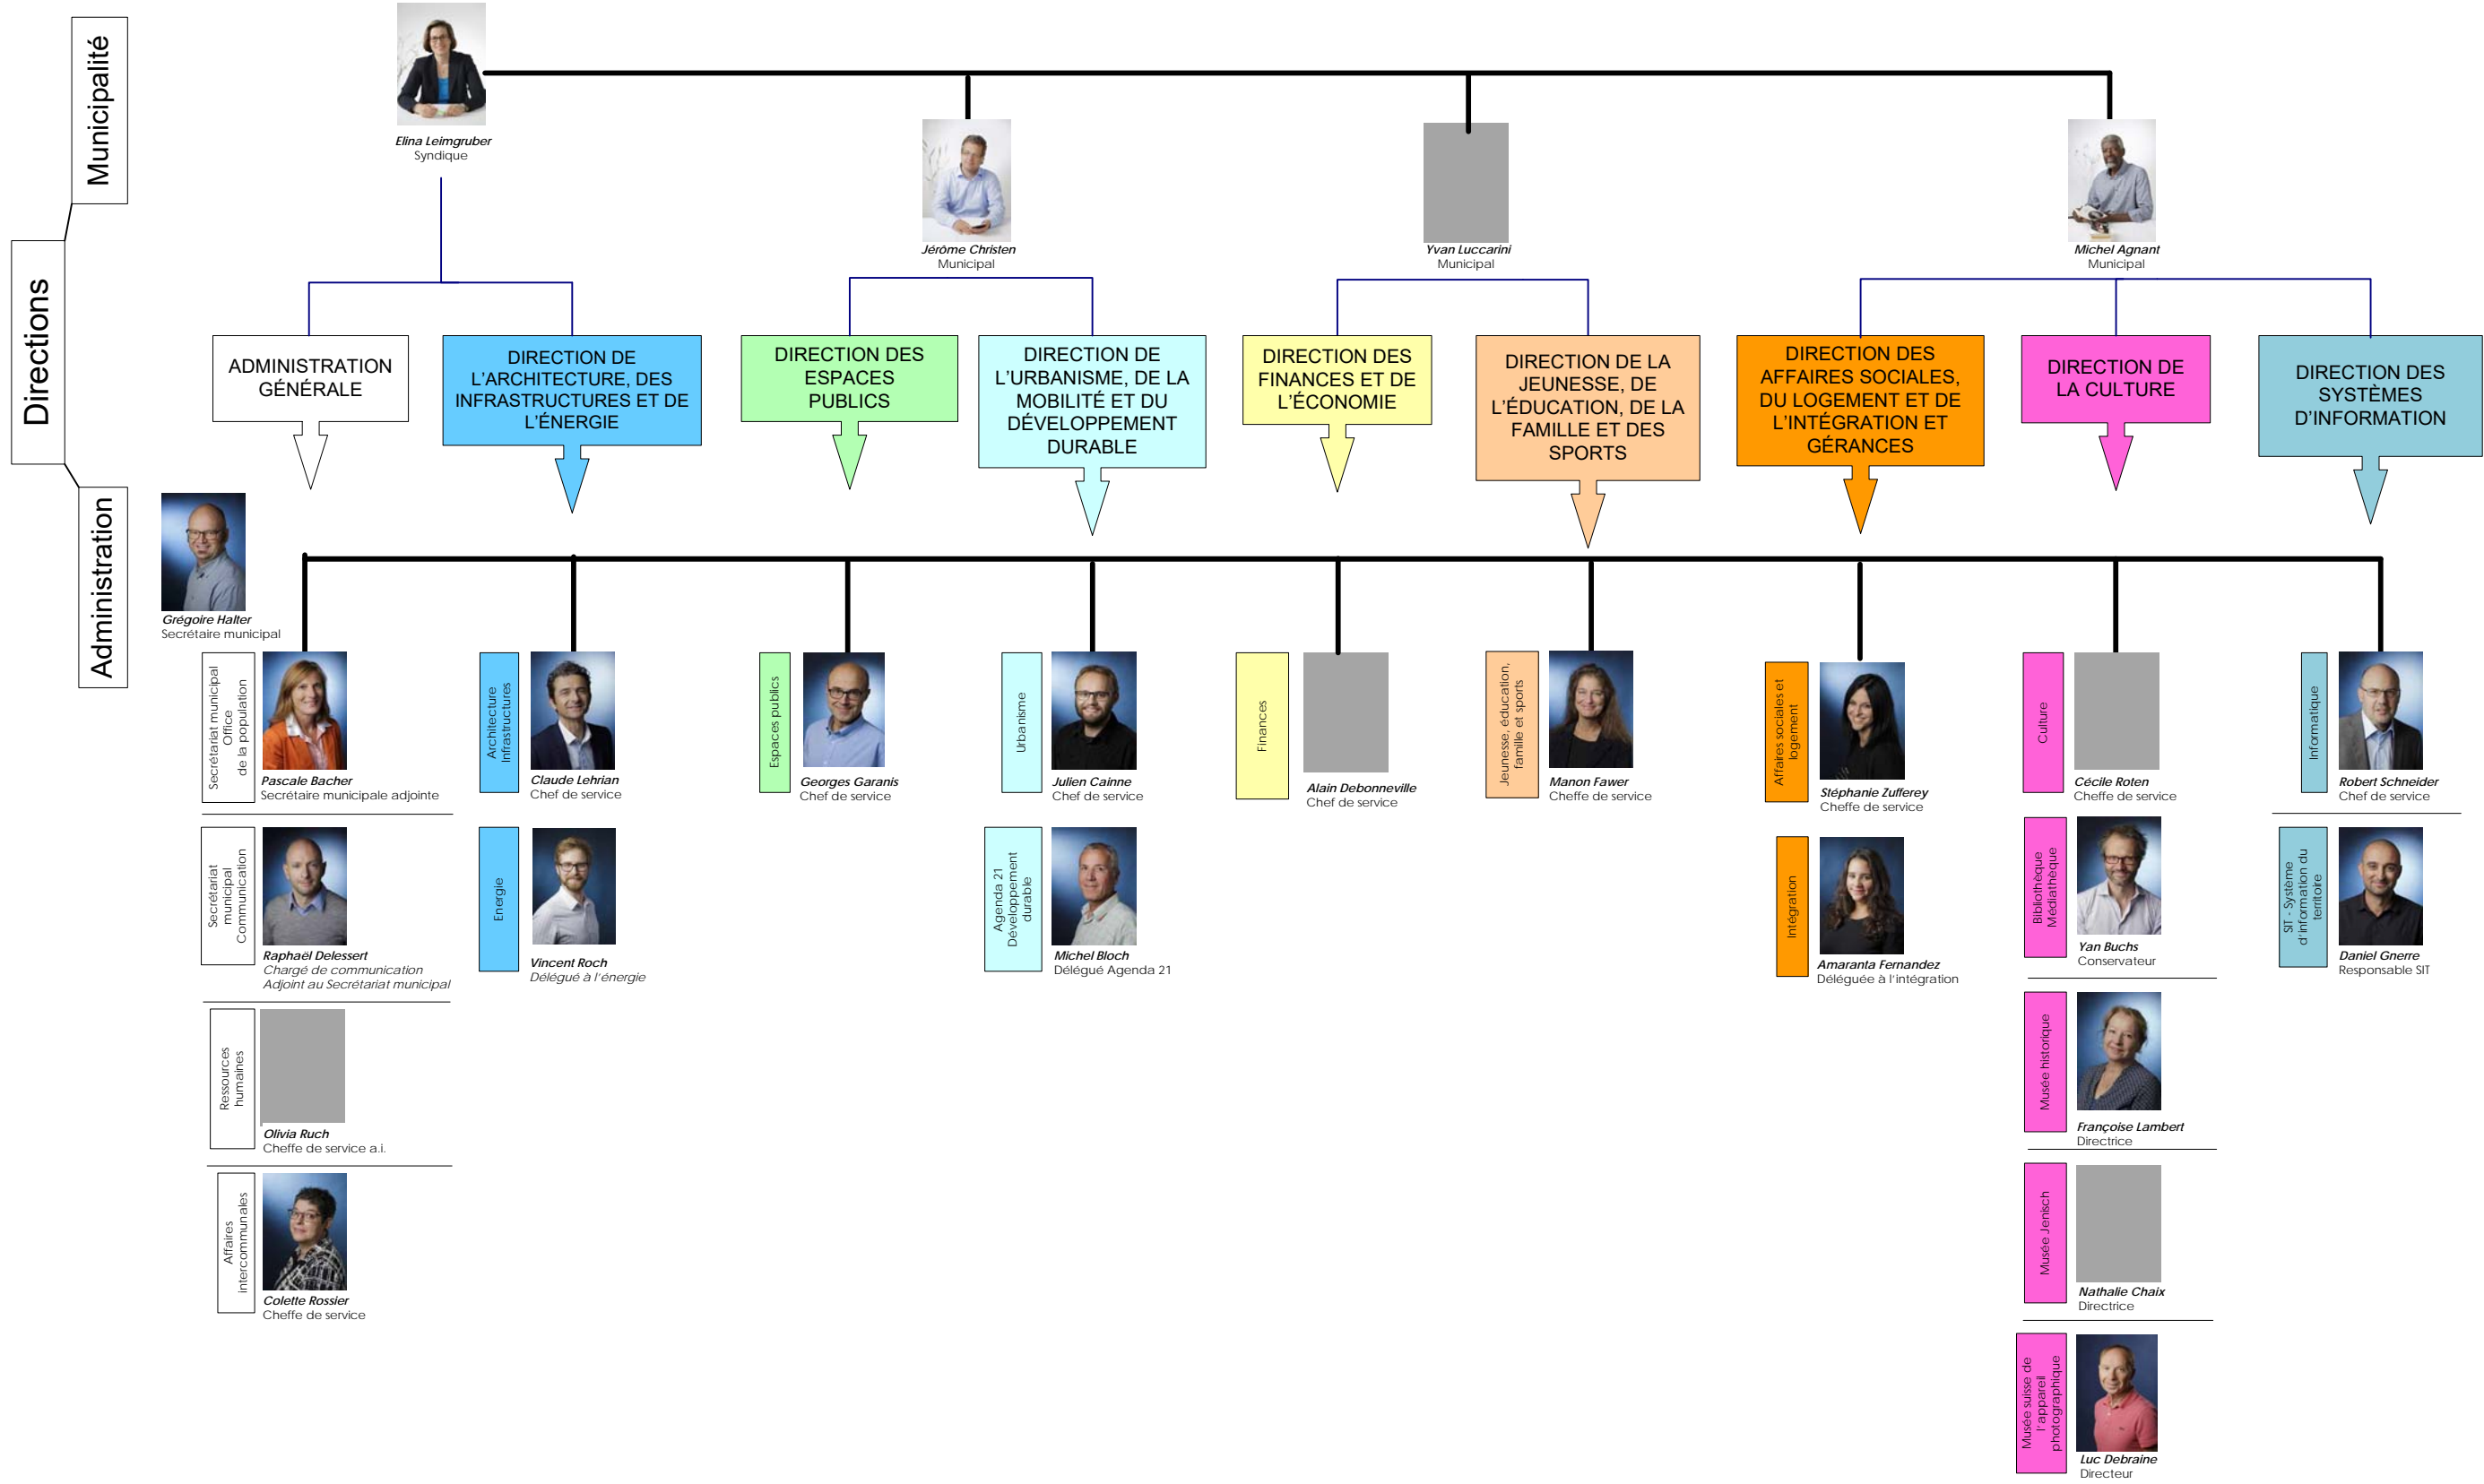 Municipalité
Directions
Administration
Elina Leimgruber
Syndique
Jérôme Christen
Municipal
Yvan Luccarini
Municipal
Michel Agnant
Municipal
ADMINISTRATION
GÉNÉRALE
DIRECTION DE
L'ARCHITECTURE, DES
INFRASTRUCTURES ET DE
L'ÉNERGIE
DIRECTION DES
ESPACES
PUBLICS
DIRECTION DE
L'URBANISME, DE LA
MOBILITÉ ET DU
DÉVELOPPEMENT
DURABLE
DIRECTION DES
FINANCES ET DE
L'ÉCONOMIE
DIRECTION DE LA
JEUNESSE, DE
L'ÉDUCATION, DE LA
FAMILLE ET DES
SPORTS
DIRECTION DES
AFFAIRES SOCIALES,
DU LOGEMENT ET DE
L'INTÉGRATION ET
GÉRANCES
DIRECTION DE
LA CULTURE
DIRECTION DES
SYSTÈMES
D'INFORMATION
Grégoire Halter
Secrétaire municipal
Secrétariat municipal
Office
de la population
Pascale Bacher
Secrétaire municipale adjointe
Secrétariat
municipal
Communication
Raphaël Delessert
Chargé de communication
Adjoint au Secrétariat municipal
Ressources
humaines
Olivia Ruch
Cheffe de service a.i.
Affaires
intercommunales
Colette Rossier
Cheffe de service
Architecture
Infrastructures
Claude Lehrian
Chef de service
Energie
Vincent Roch
Délégué à l'énergie
Espaces publics
Georges Garanis
Chef de service
Urbanisme
Julien Cainne
Chef de service
Agenda 21
Développement
durable
Michel Bloch
Délégué Agenda 21
Finances
Alain Debonneville
Chef de service
Jeunesse, éducation,
famille et sports
Manon Fawer
Cheffe de service
Affaires sociales et
logement
Stéphanie Zufferey
Cheffe de service
Intégration
Amaranta Fernandez
Déléguée à l'intégration
Culture
Cécile Roten
Cheffe de service
Bibliothèque
Médiathèque
Yan Buchs
Conservateur
Musée historique
Françoise Lambert
Directrice
Musée Jenisch
Nathalie Chaix
Directrice
Musée suisse de
l'appareil
photographique
Luc Debraine
Directeur
Informatique
Robert Schneider
Chef de service
SIT - Système
d'information du
territoire
Daniel Gnerre
Responsable SIT